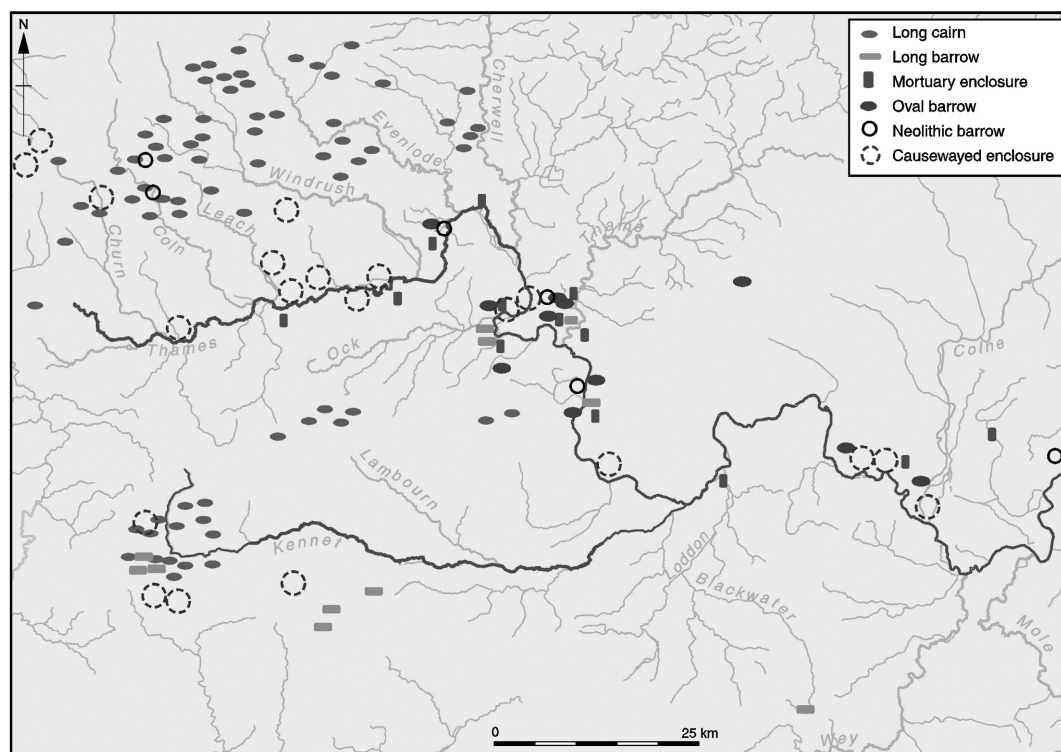 N
Long cairn
Long barrow
Mortuary enclosure
Oval barrow
Neolithic barrow
Causewayed enclosure
Cherwell
Evenlode
Windrush
Leach
Coln
Churn
Thame
Thames
Ock
Colne
Lambourn
Kennet
Loddon
Blackwater
Mole
Wey
0 25 km